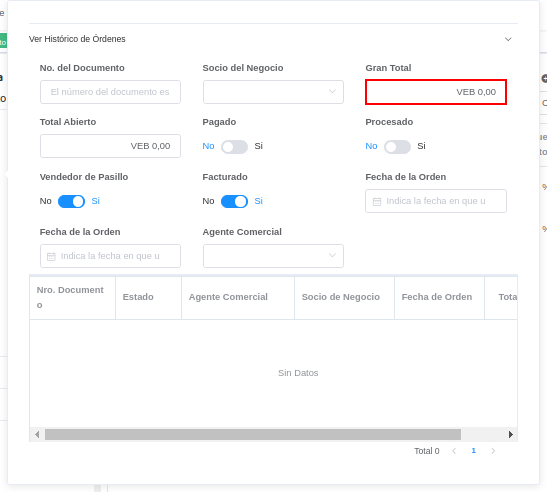 Ver Histórico de Órdenes
No. del Documento
Socio del Negocio
Gran Total
El número del documento es
VEB 0,00
Total Abierto
Pagado
Procesado
VEB 0,00
No Si
No Si
Vendedor de Pasillo
Facturado
Fecha de la Orden
No Si
No Si
Indica la fecha en que u
Fecha de la Orden
Agente Comercial
Indica la fecha en que u
Nro. Documento
Estado
Agente Comercial
Socio de Negocio
Fecha de Orden
Tota
Sin Datos
Total 0
1